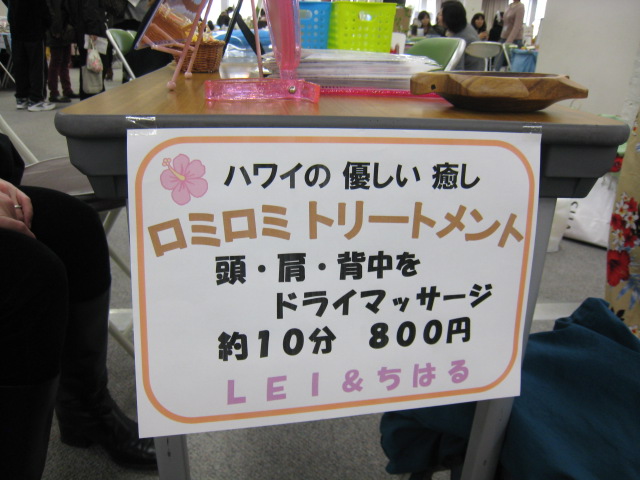 ハワイの 優しい 癒し
ロミロミ トリートメント
頭・肩・背中を
ドライマッサージ
約10分 800円
LEI&ちはる